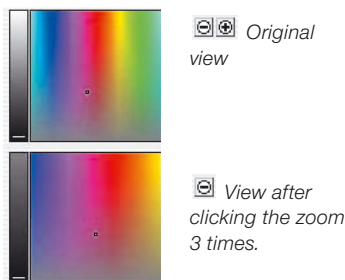 Original
view
View after
clicking the zoom
3 times.